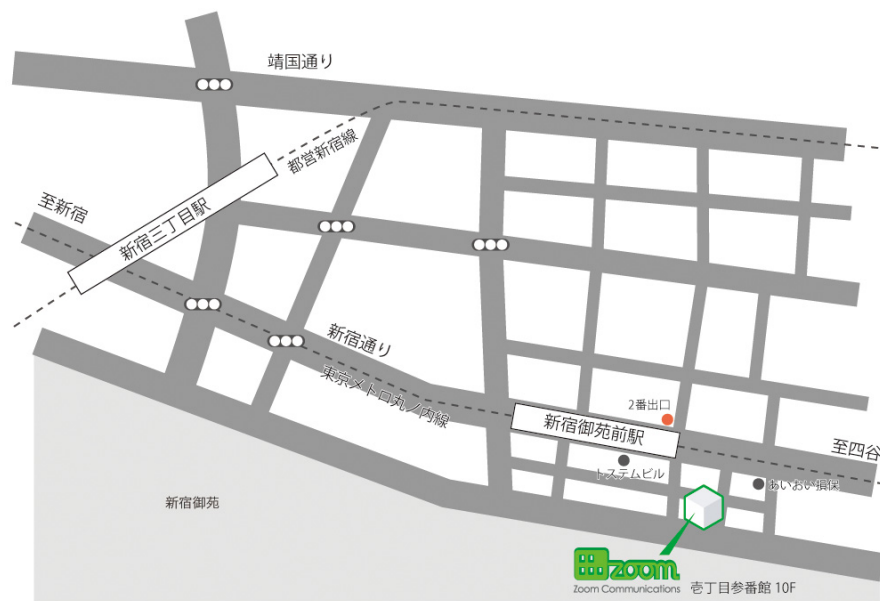 靖国通り
都営新宿線
至新宿
新宿三丁目駅
新宿通り
東京メトロ丸ノ内線
2番出口
新宿御苑前駅
至四谷
トステムビル
あいおい損保
新宿御苑
zoom
Zoom Communications
壱丁目参番館 10F